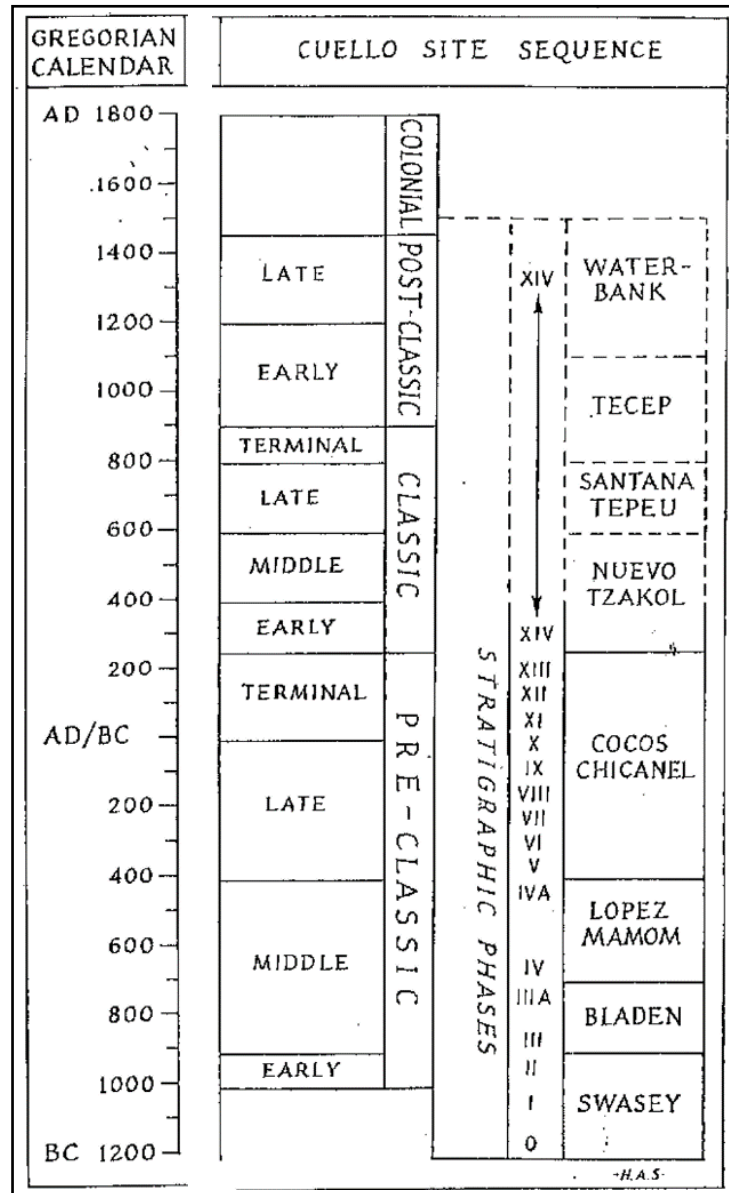 GREGORIAN
CALENDAR
CUELLO SITE SEQUENCE
AD 1800
1600
1400
1200
1000
800
600
400
200
AD/BC
200
400
600
800
1000
BC 1200
LATE
EARLY
TERMINAL
LATE
MIDDLE
EARLY
TERMINAL
LATE
MIDDLE
EARLY
COLONIAL
POST-CLASSIC
CLASSIC
PRE-CLASSIC
STRATIGRAPHIC PHASES
XIV
XIV
XIII
XII
XI
X
IX
VIII
VII
VI
V
IVA
IV
IIIA
III
II
I
0
WATER-
BANK
TECEP
SANTANA
TEPEU
NUEVO
TZAKOL
COCOS
CHICANEL
LOPEZ
MAMOM
BLADEN
SWASEY
-H.A.S-